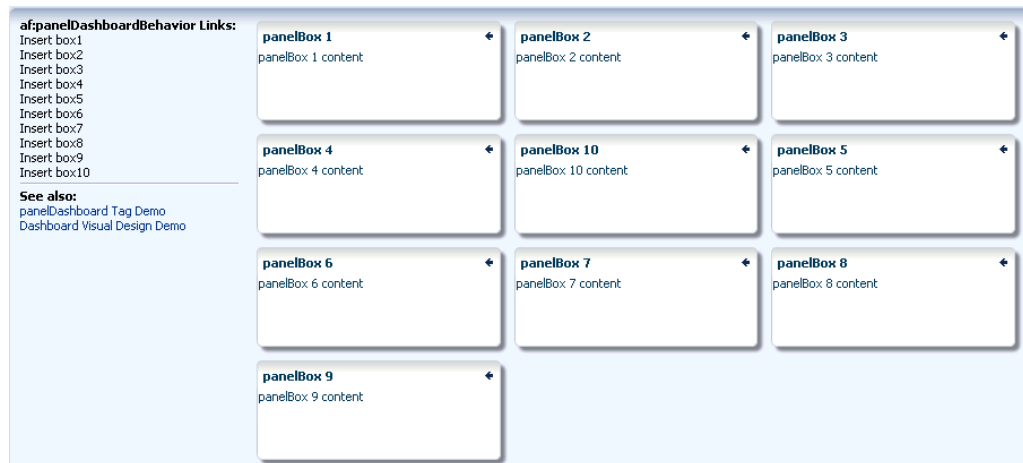 af:panelDashboardBehavior Links:
Insert box1
Insert box2
Insert box3
Insert box4
Insert box5
Insert box6
Insert box7
Insert box8
Insert box9
Insert box10
See also:
panelDashboard Tag Demo
Dashboard Visual Design Demo
panelBox 1
panelBox 1 content
panelBox 2
panelBox 2 content
panelBox 3
panelBox 3 content
panelBox 4
panelBox 4 content
panelBox 10
panelBox 10 content
panelBox 5
panelBox 5 content
panelBox 6
panelBox 6 content
panelBox 7
panelBox 7 content
panelBox 8
panelBox 8 content
panelBox 9
panelBox 9 content